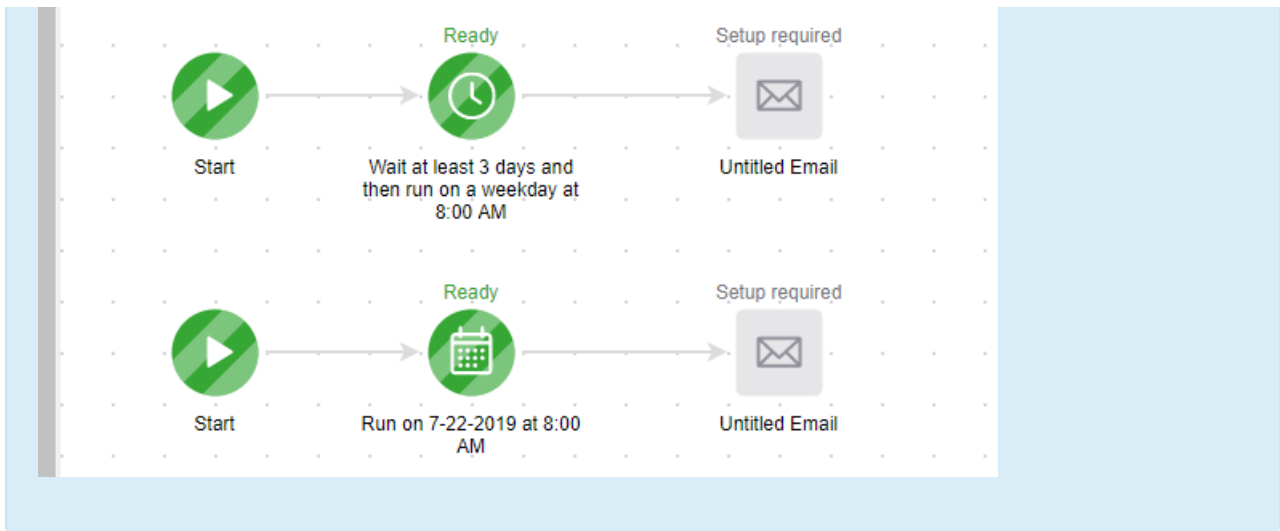 Ready
Setup required
Start
Wait at least 3 days and
then run on a weekday at
8:00 AM
Untitled Email
Ready
Setup required
Start
Run on 7-22-2019 at 8:00
AM
Untitled Email